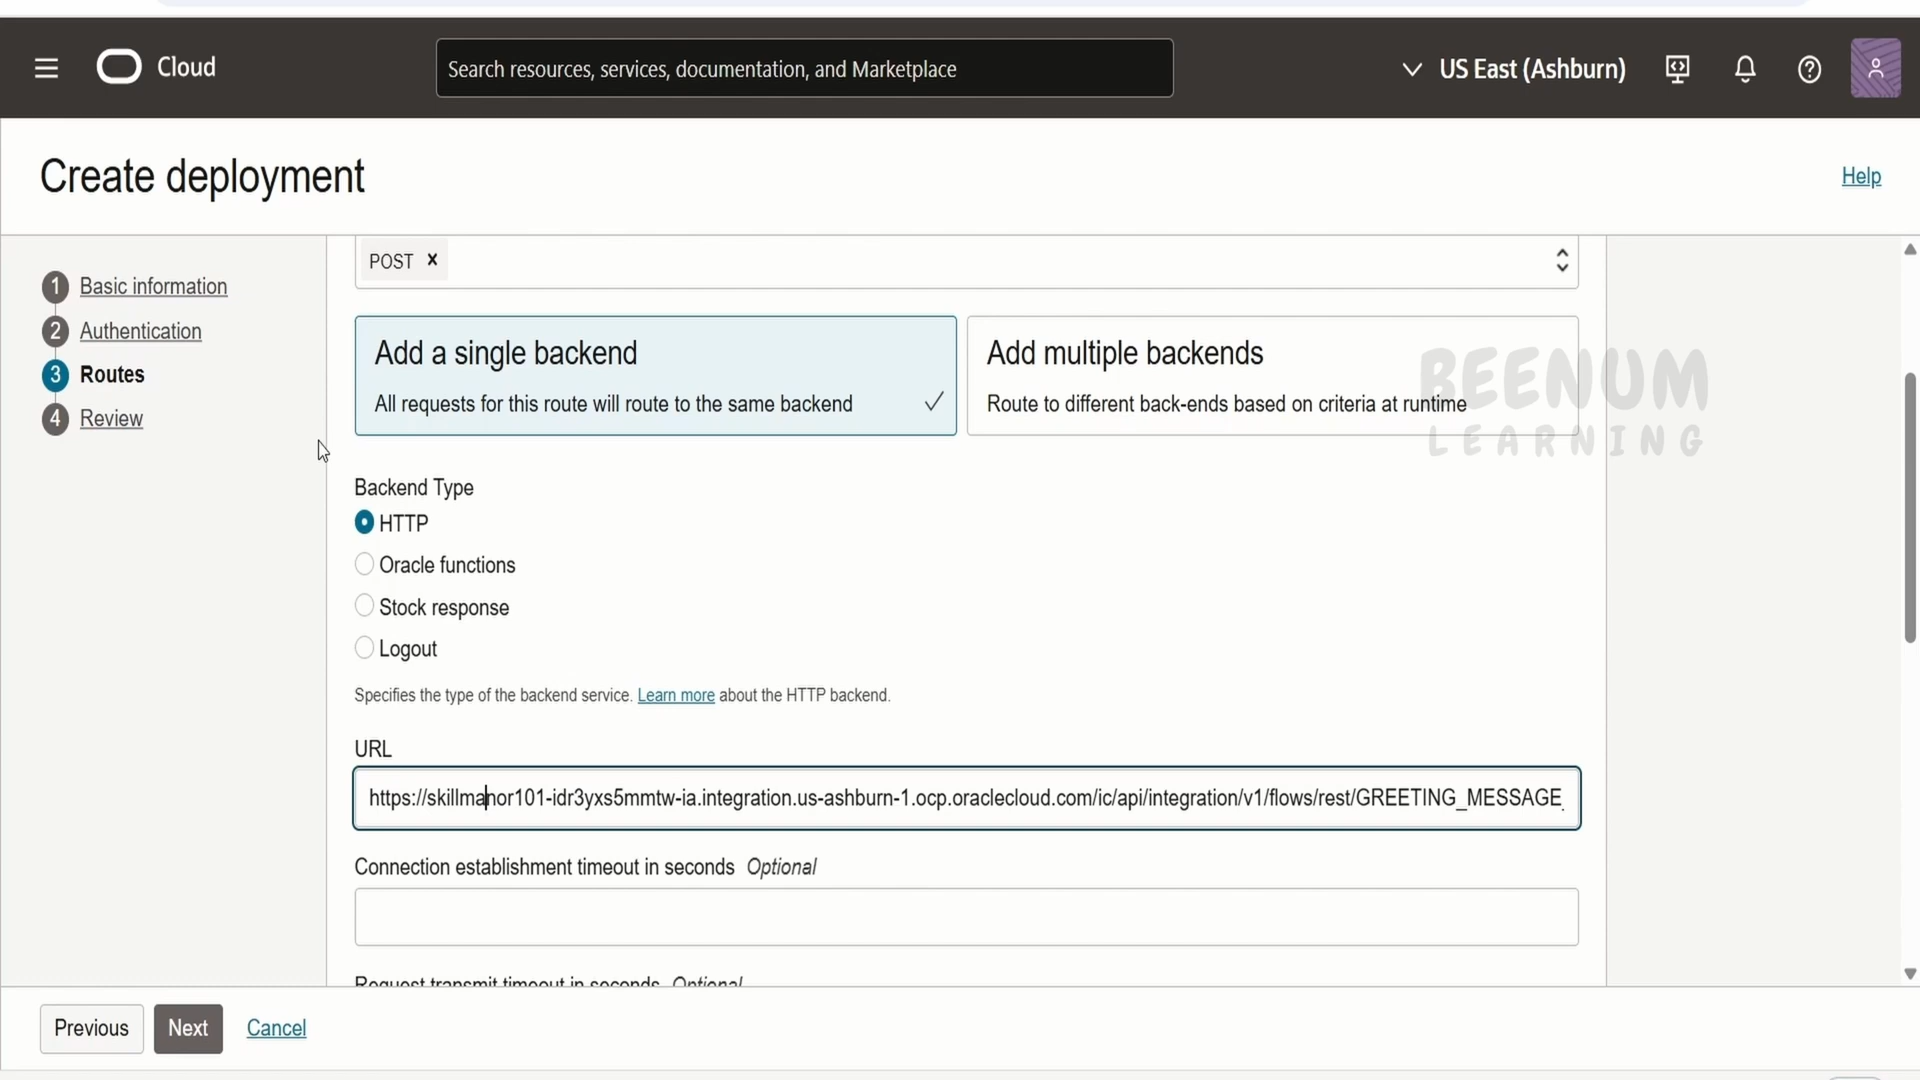 Cloud
Search resources, services, documentation, and Marketplace
US East (Ashburn)
Create deployment
Help
1 Basic information
2 Authentication
3 Routes
4 Review
POST ×
Add a single backend
All requests for this route will route to the same backend
Add multiple backends
Route to different back-ends based on criteria at runtime
BEENUM
LEARNING
Backend Type
HTTP
Oracle functions
Stock response
Logout
Specifies the type of the backend service. Learn more about the HTTP backend.
URL
https://skillmanor101-idr3yxs5mmtw-ia.integration.us-ashburn-1.ocp.oraclecloud.com/ic/api/integration/v1/flows/rest/GREETING_MESSAGE_
Connection establishment timeout in seconds Optional
Request transmit timeout in seconds Optional
Previous
Next
Cancel